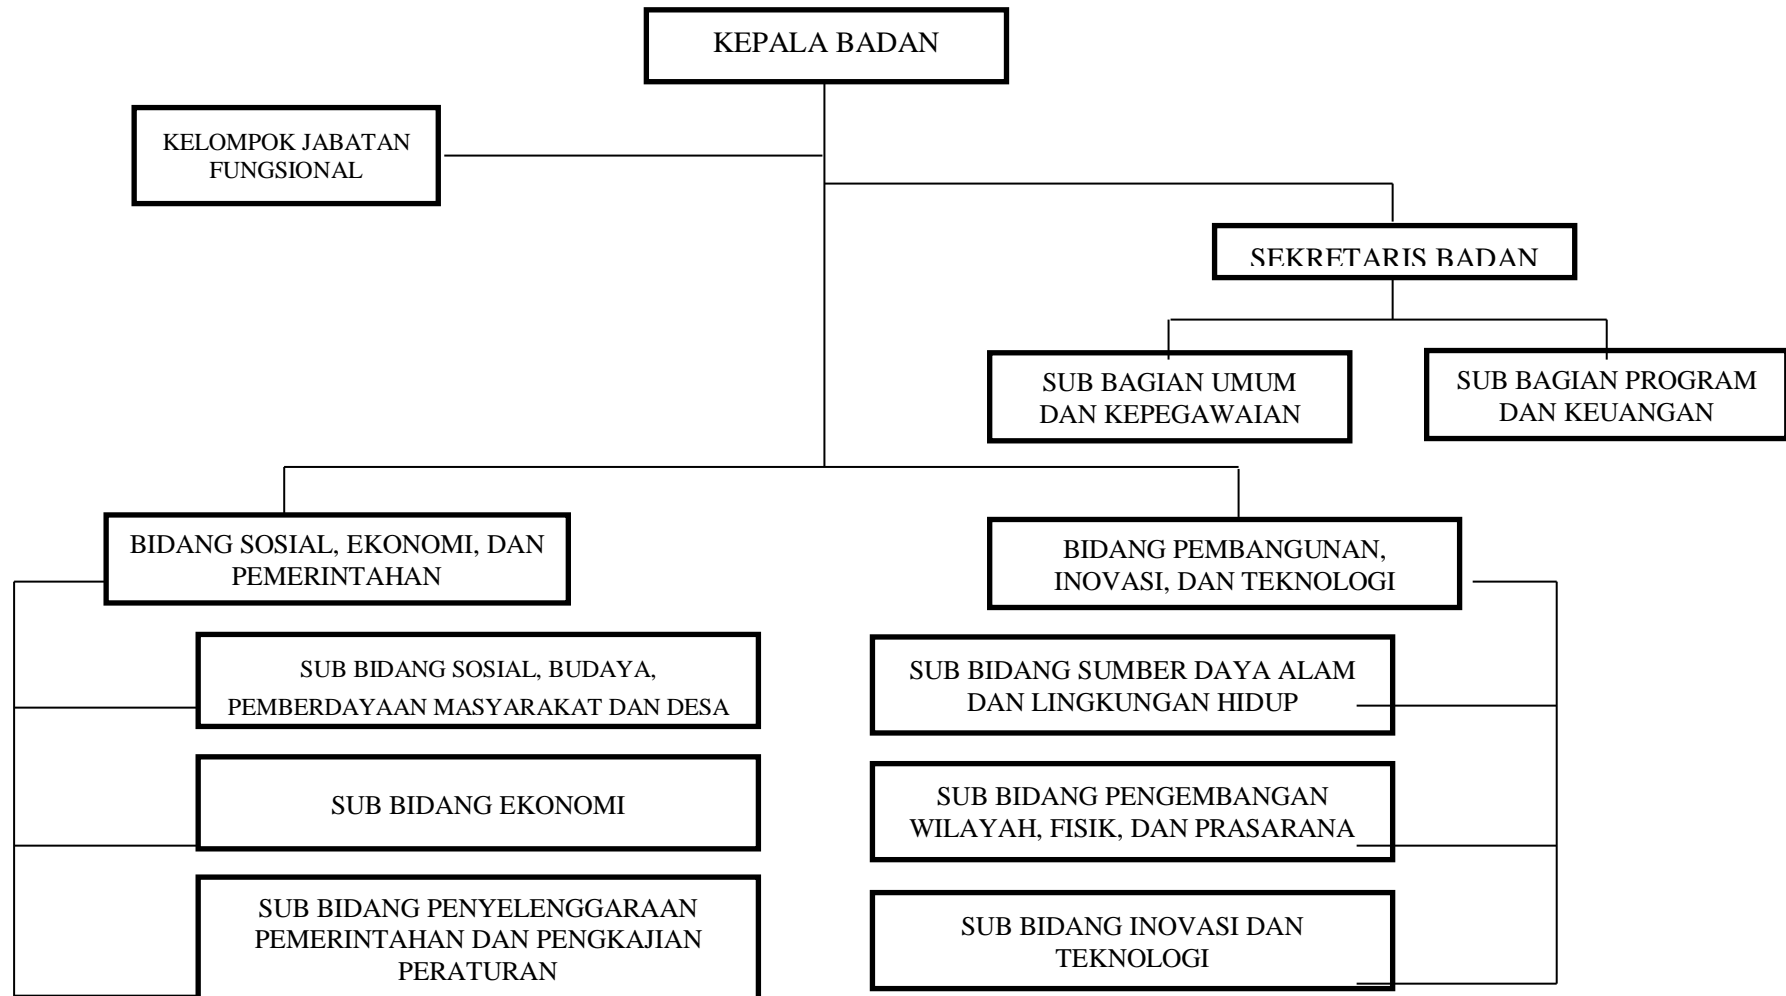 KEPALA BADAN
KELOMPOK JABATAN
FUNGSIONAL
SEKRETARIS BADAN
SUB BAGIAN UMUM
DAN KEPEGAWAIAN
SUB BAGIAN PROGRAM
DAN KEUANGAN
BIDANG SOSIAL, EKONOMI, DAN
PEMERINTAHAN
BIDANG PEMBANGUNAN,
INOVASI, DAN TEKNOLOGI
SUB BIDANG SOSIAL, BUDAYA,
PEMBERDAYAAN MASYARAKAT DAN DESA
SUB BIDANG SUMBER DAYA ALAM
DAN LINGKUNGAN HIDUP
SUB BIDANG EKONOMI
SUB BIDANG PENGEMBANGAN
WILAYAH, FISIK, DAN PRASARANA
SUB BIDANG PENYELENGGARAAN
PEMERINTAHAN DAN PENGKAJIAN
PERATURAN
SUB BIDANG INOVASI DAN
TEKNOLOGI